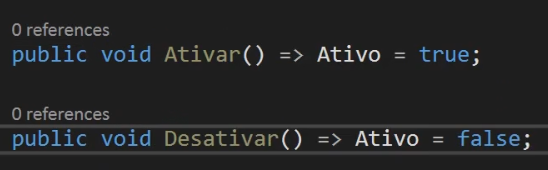 0 references
public void Ativar() => Ativo = true;
0 references
public void Desativar() => Ativo = false;